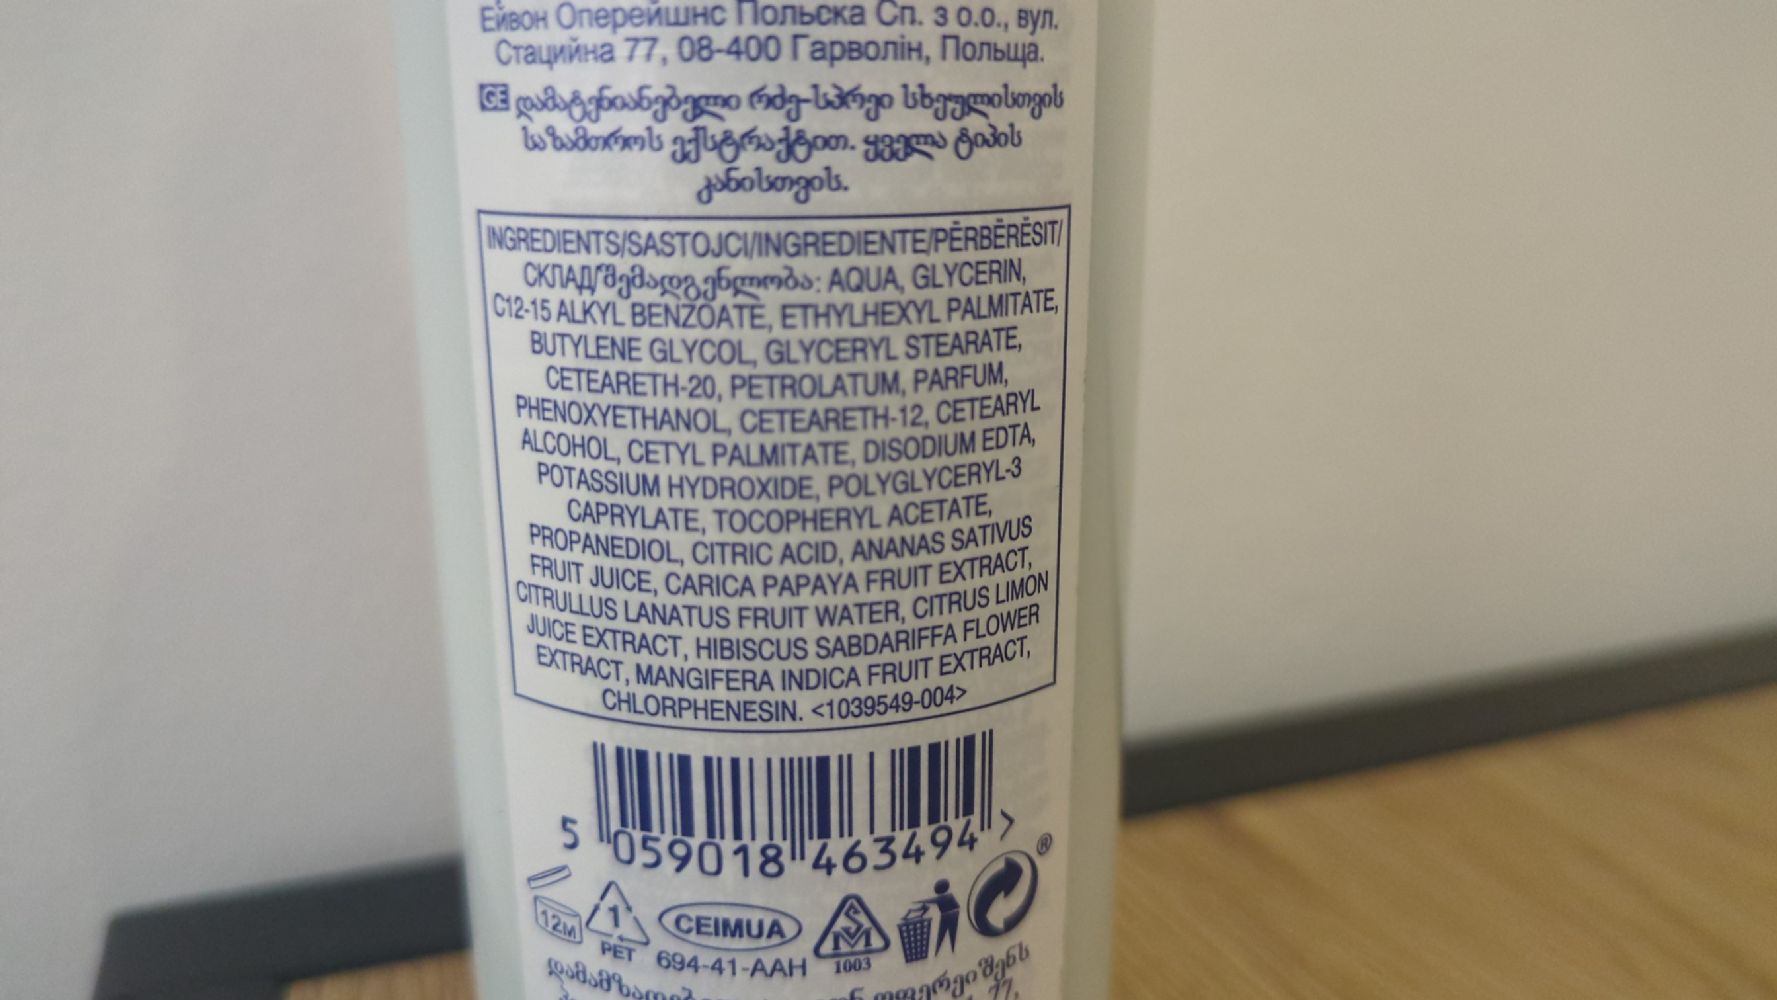 Ейвон Оперейшнс Польска Сп. з о.о., вул.
Стацийна 77, 08-400 Гарволін, Польща.
GE დამატენიანებელი რძე-სპრეი სხეულისთვის
საზამთროს ექსტრაქტით. ყველა ტიპის
კანისთვის.
INGREDIENTS/SASTOJCI/INGREDIENTE/PËRBËRËSIT/
СКЛАД/შემადგენლობა: AQUA, GLYCERIN,
C12-15 ALKYL BENZOATE, ETHYLHEXYL PALMITATE,
BUTYLENE GLYCOL, GLYCERYL STEARATE,
CETEARETH-20, PETROLATUM, PARFUM,
PHENOXYETHANOL, CETEARETH-12, CETEARYL
ALCOHOL, CETYL PALMITATE, DISODIUM EDTA,
POTASSIUM HYDROXIDE, POLYGLYCERYL-3
CAPRYLATE, TOCOPHERYL ACETATE,
PROPANEDIOL, CITRIC ACID, ANANAS SATIVUS
FRUIT JUICE, CARICA PAPAYA FRUIT EXTRACT,
CITRULLUS LANATUS FRUIT WATER, CITRUS LIMON
JUICE EXTRACT, HIBISCUS SABDARIFFA FLOWER
EXTRACT, MANGIFERA INDICA FRUIT EXTRACT,
CHLORPHENESIN. <1039549-004>
5 059018 463494 >
12M 1 CEIMUA ®
PET 694-41-AAH 1003
77,